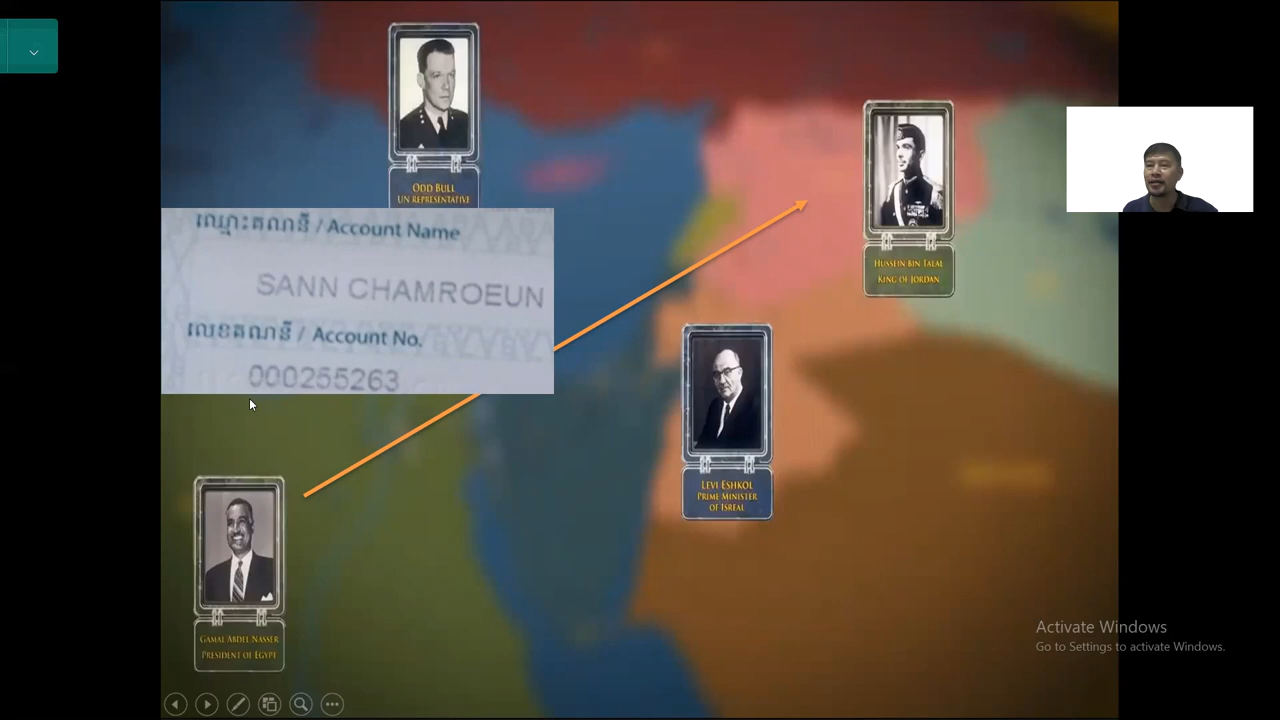 ODD BULL
UN REPRESENTATIVE
ឈ្មោះគណនី / Account Name
SANN CHAMROEUN
លេខគណនី / Account No.
000255263
HUSSEIN BIN TALAL
KING OF JORDAN
LEVI ESHKOL
PRIME MINISTER
OF ISREAL
GAMAL ABDEL NASSER
PRESIDENT OF EGYPT
Activate Windows
Go to Settings to activate Windows.